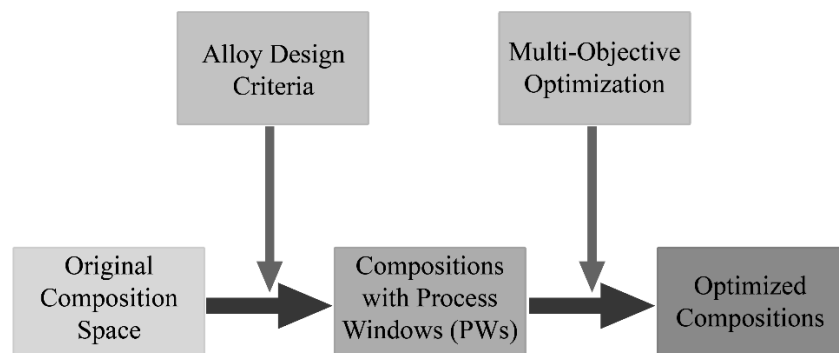 Alloy Design
Criteria
Multi-Objective
Optimization
Original
Composition
Space
Compositions
with Process
Windows (PWs)
Optimized
Compositions